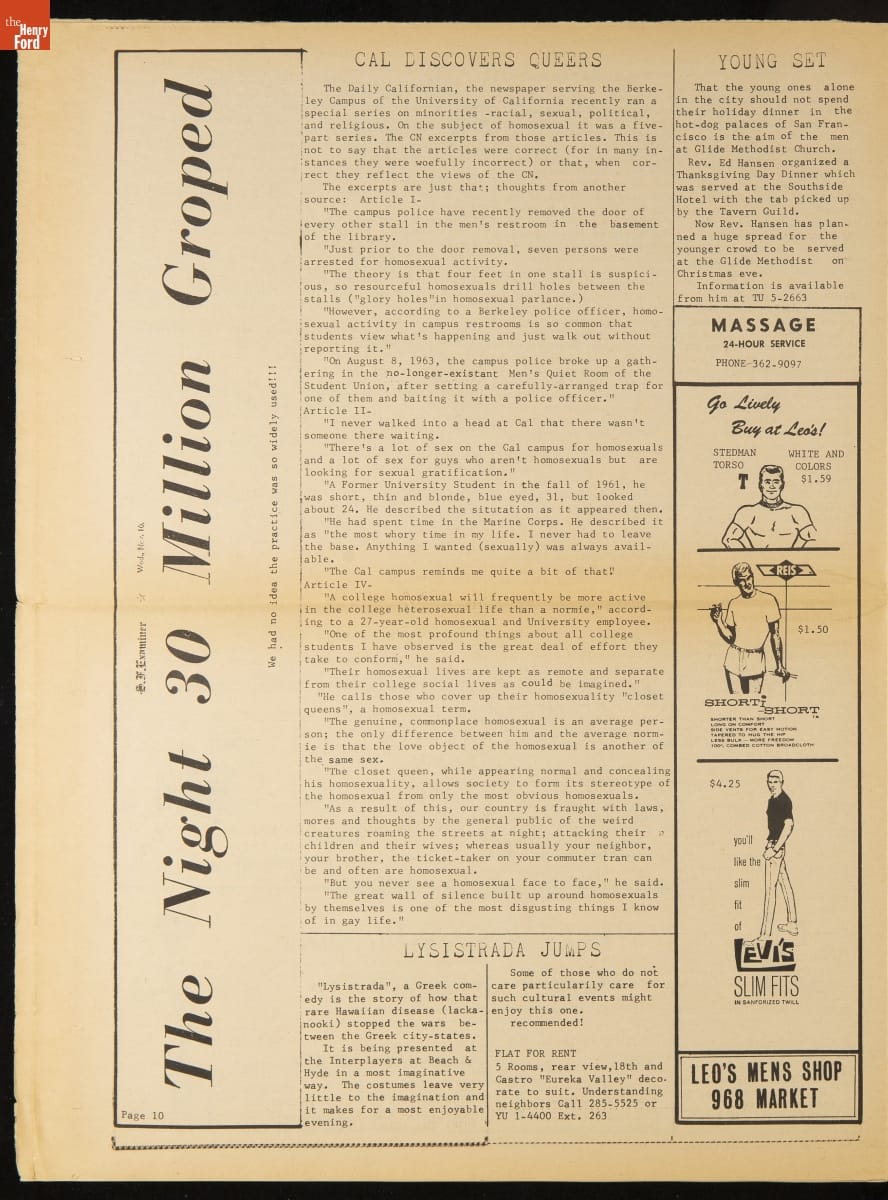 the
Henry
Ford
The Night 30 Million Groped
S.F. Examiner ☆ Wed., Nov. 10,
We had no idea the practice was so widely used!!!
Page 10
CAL DISCOVERS QUEERS
The Daily Californian, the newspaper serving the Berke-
ley Campus of the University of California recently ran a
special series on minorities -racial, sexual, political,
and religious. On the subject of homosexual it was a five-
part series. The CN excerpts from those articles. This is
not to say that the articles were correct (for in many in-
stances they were woefully incorrect) or that, when cor-
rect they reflect the views of the CN.
The excerpts are just that; thoughts from another
source: Article I-
"The campus police have recently removed the door of
every other stall in the men's restroom in the basement
of the library.
"Just prior to the door removal, seven persons were
arrested for homosexual activity.
"The theory is that four feet in one stall is suspici-
ous, so resourceful homosexuals drill holes between the
stalls ("glory holes"in homosexual parlance.)
"However, according to a Berkeley police officer, homo-
sexual activity in campus restrooms is so common that
students view what's happening and just walk out without
reporting it."
"On August 8, 1963, the campus police broke up a gath-
ering in the no-longer-existant Men's Quiet Room of the
Student Union, after setting a carefully-arranged trap for
one of them and baiting it with a police officer."
Article II-
"I never walked into a head at Cal that there wasn't
someone there waiting.
"There's a lot of sex on the Cal campus for homosexuals
and a lot of sex for guys who aren't homosexuals but are
looking for sexual gratification."
"A Former University Student in the fall of 1961, he
was short, thin and blonde, blue eyed, 31, but looked
about 24. He described the situtation as it appeared then.
"He had spent time in the Marine Corps. He described it
as "the most whory time in my life. I never had to leave
the base. Anything I wanted (sexually) was always avail-
able.
"The Cal campus reminds me quite a bit of that!"
Article IV-
"A college homosexual will frequently be more active
in the college heterosexual life than a normie," accord-
ing to a 27-year-old homosexual and University employee.
"One of the most profound things about all college
students I have observed is the great deal of effort they
take to conform," he said.
"Their homosexual lives are kept as remote and separate
from their college social lives as could be imagined."
"He calls those who cover up their homosexuality "closet
queens", a homosexual term.
"The genuine, commonplace homosexual is an average per-
son; the only difference between him and the average norm-
ie is that the love object of the homosexual is another of
the same sex.
"The closet queen, while appearing normal and concealing
his homosexuality, allows society to form its stereotype of
the homosexual from only the most obvious homosexuals.
"As a result of this, our country is fraught with laws,
mores and thoughts by the general public of the weird
creatures roaming the streets at night; attacking their
children and their wives; whereas usually your neighbor,
your brother, the ticket-taker on your commuter tran can
be and often are homosexual.
"But you never see a homosexual face to face," he said.
"The great wall of silence built up around homosexuals
by themselves is one of the most disgusting things I know
of in gay life."
LYSISTRADA JUMPS
"Lysistrada", a Greek com-
edy is the story of how that
rare Hawaiian disease (lacka-
nooki) stopped the wars be-
tween the Greek city-states.
It is being presented at
the Interplayers at Beach &
Hyde in a most imaginative
way. The costumes leave very
little to the imagination and
it makes for a most enjoyable
evening.
Some of those who do not
care particularily care for
such cultural events might
enjoy this one.
recommended!
FLAT FOR RENT
5 Rooms, rear view,18th and
Castro "Eureka Valley" deco-
rate to suit. Understanding
neighbors Call 285-5525 or
YU 1-4400 Ext. 263
YOUNG SET
That the young ones alone
in the city should not spend
their holiday dinner in the
hot-dog palaces of San Fran-
cisco is the aim of the men
at Glide Methodist Church.
Rev. Ed Hansen organized a
Thanksgiving Day Dinner which
was served at the Southside
Hotel with the tab picked up
by the Tavern Guild.
Now Rev. Hansen has plan-
ned a huge spread for the
younger crowd to be served
at the Glide Methodist on
Christmas eve.
Information is available
from him at TU 5-2663
MASSAGE
24-HOUR SERVICE
PHONE-362-9097
Go Lively
Buy at Leo's!
STEDMAN
TORSO
T
WHITE AND
COLORS
$1.59
REIS
$1.50
SHORTi
-SHORT
TM
SHORTER THAN SHORT
LONG ON COMFORT
SIDE VENTS FOR EASY MOTION
TAPERED TO HUG THE HIP
LESS BULK — MORE FREEDOM
100% COMBED COTTON BROADCLOTH
$4.25
you'll
like the
slim
fit
of
LEVI'S
SLIM FITS
IN SANFORIZED TWILL
LEO'S MENS SHOP
968 MARKET